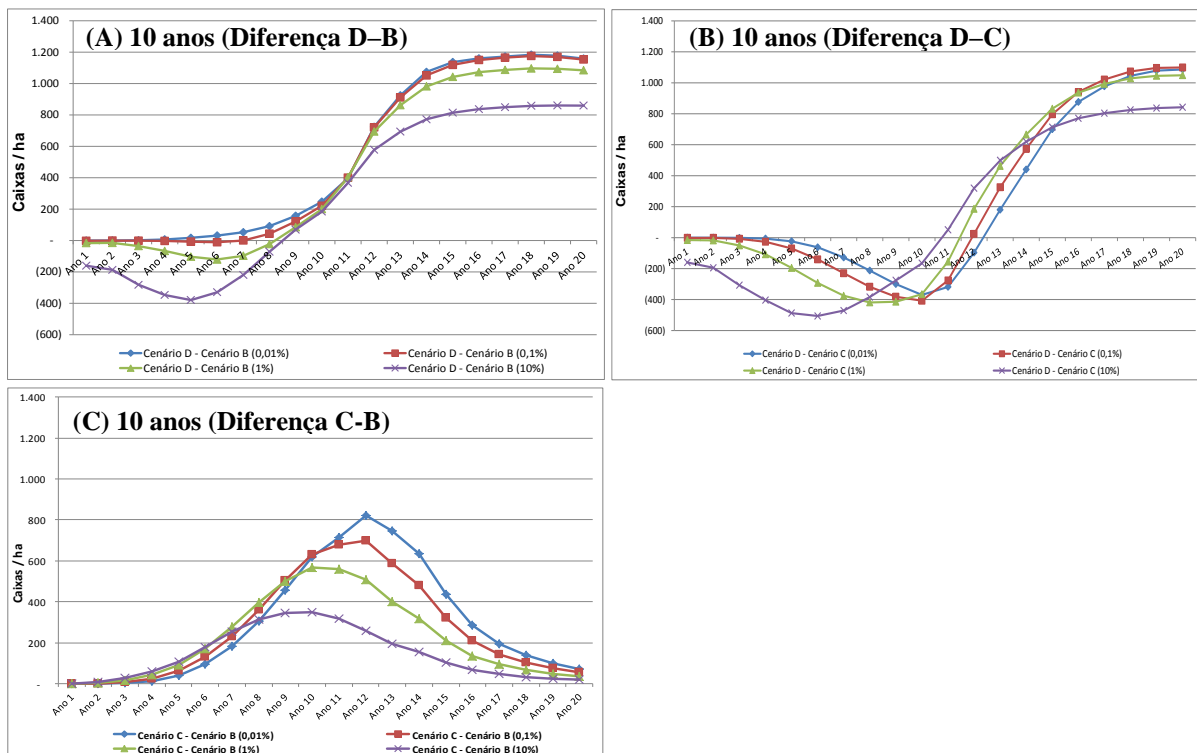 (A) 10 anos (Diferença D–B)
Caixas / ha
1.400
1.200
1.000
800
600
400
200
-
(200)
(400)
(600)
Ano 1 Ano 2 Ano 3 Ano 4 Ano 5 Ano 6 Ano 7 Ano 8 Ano 9 Ano 10 Ano 11 Ano 12 Ano 13 Ano 14 Ano 15 Ano 16 Ano 17 Ano 18 Ano 19 Ano 20
Cenário D - Cenário B (0,01%) Cenário D - Cenário B (0,1%)
Cenário D - Cenário B (1%) Cenário D - Cenário B (10%)
(B) 10 anos (Diferença D–C)
1.400
1.200
1.000
800
600
400
200
-
(200)
(400)
(600)
Ano 1 Ano 2 Ano 3 Ano 4 Ano 5 Ano 6 Ano 7 Ano 8 Ano 9 Ano 10 Ano 11 Ano 12 Ano 13 Ano 14 Ano 15 Ano 16 Ano 17 Ano 18 Ano 19 Ano 20
Cenário D - Cenário C (0,01%) Cenário D - Cenário C (0,1%)
Cenário D - Cenário C (1%) Cenário D - Cenário C (10%)
(C) 10 anos (Diferença C-B)
Caixas / ha
1.400
1.200
1.000
800
600
400
200
-
Ano 1 Ano 2 Ano 3 Ano 4 Ano 5 Ano 6 Ano 7 Ano 8 Ano 9 Ano 10 Ano 11 Ano 12 Ano 13 Ano 14 Ano 15 Ano 16 Ano 17 Ano 18 Ano 19 Ano 20
Cenário C - Cenário B (0,01%) Cenário C - Cenário B (0,1%)
Cenário C - Cenário B (1%) Cenário C - Cenário B (10%)